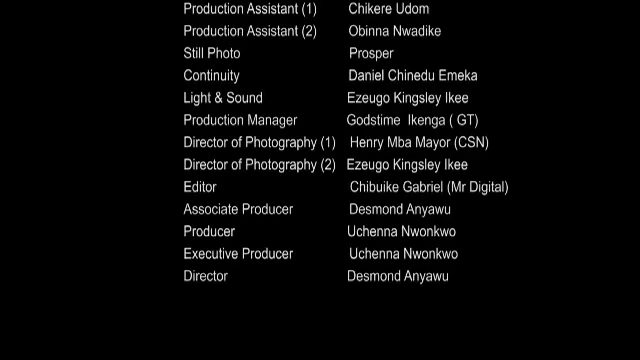 Production Assistant (1) Chikere Udom
Production Assistant (2) Obinna Nwadike
Still Photo Prosper
Continuity Daniel Chinedu Emeka
Light & Sound Ezeugo Kingsley Ikee
Production Manager Godstime Ikenga ( GT)
Director of Photography (1) Henry Mba Mayor (CSN)
Director of Photography (2) Ezeugo Kingsley Ikee
Editor Chibuike Gabriel (Mr Digital)
Associate Producer Desmond Anyawu
Producer Uchenna Nwonkwo
Executive Producer Uchenna Nwonkwo
Director Desmond Anyawu